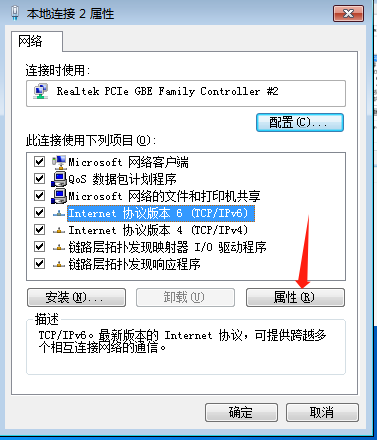 本地连接 2 属性
网络
连接时使用:
Realtek PCIe GBE Family Controller #2
配置(C)...
此连接使用下列项目(O):
Microsoft 网络客户端
QoS 数据包计划程序
Microsoft 网络的文件和打印机共享
Internet 协议版本 6 (TCP/IPv6)
Internet 协议版本 4 (TCP/IPv4)
链路层拓扑发现映射器 I/O 驱动程序
链路层拓扑发现响应程序
安装(N)... 卸载(U) 属性(R)
描述
TCP/IPv6。最新版本的 Internet 协议，可提供跨越多
个相互连接网络的通信。
确定 取消